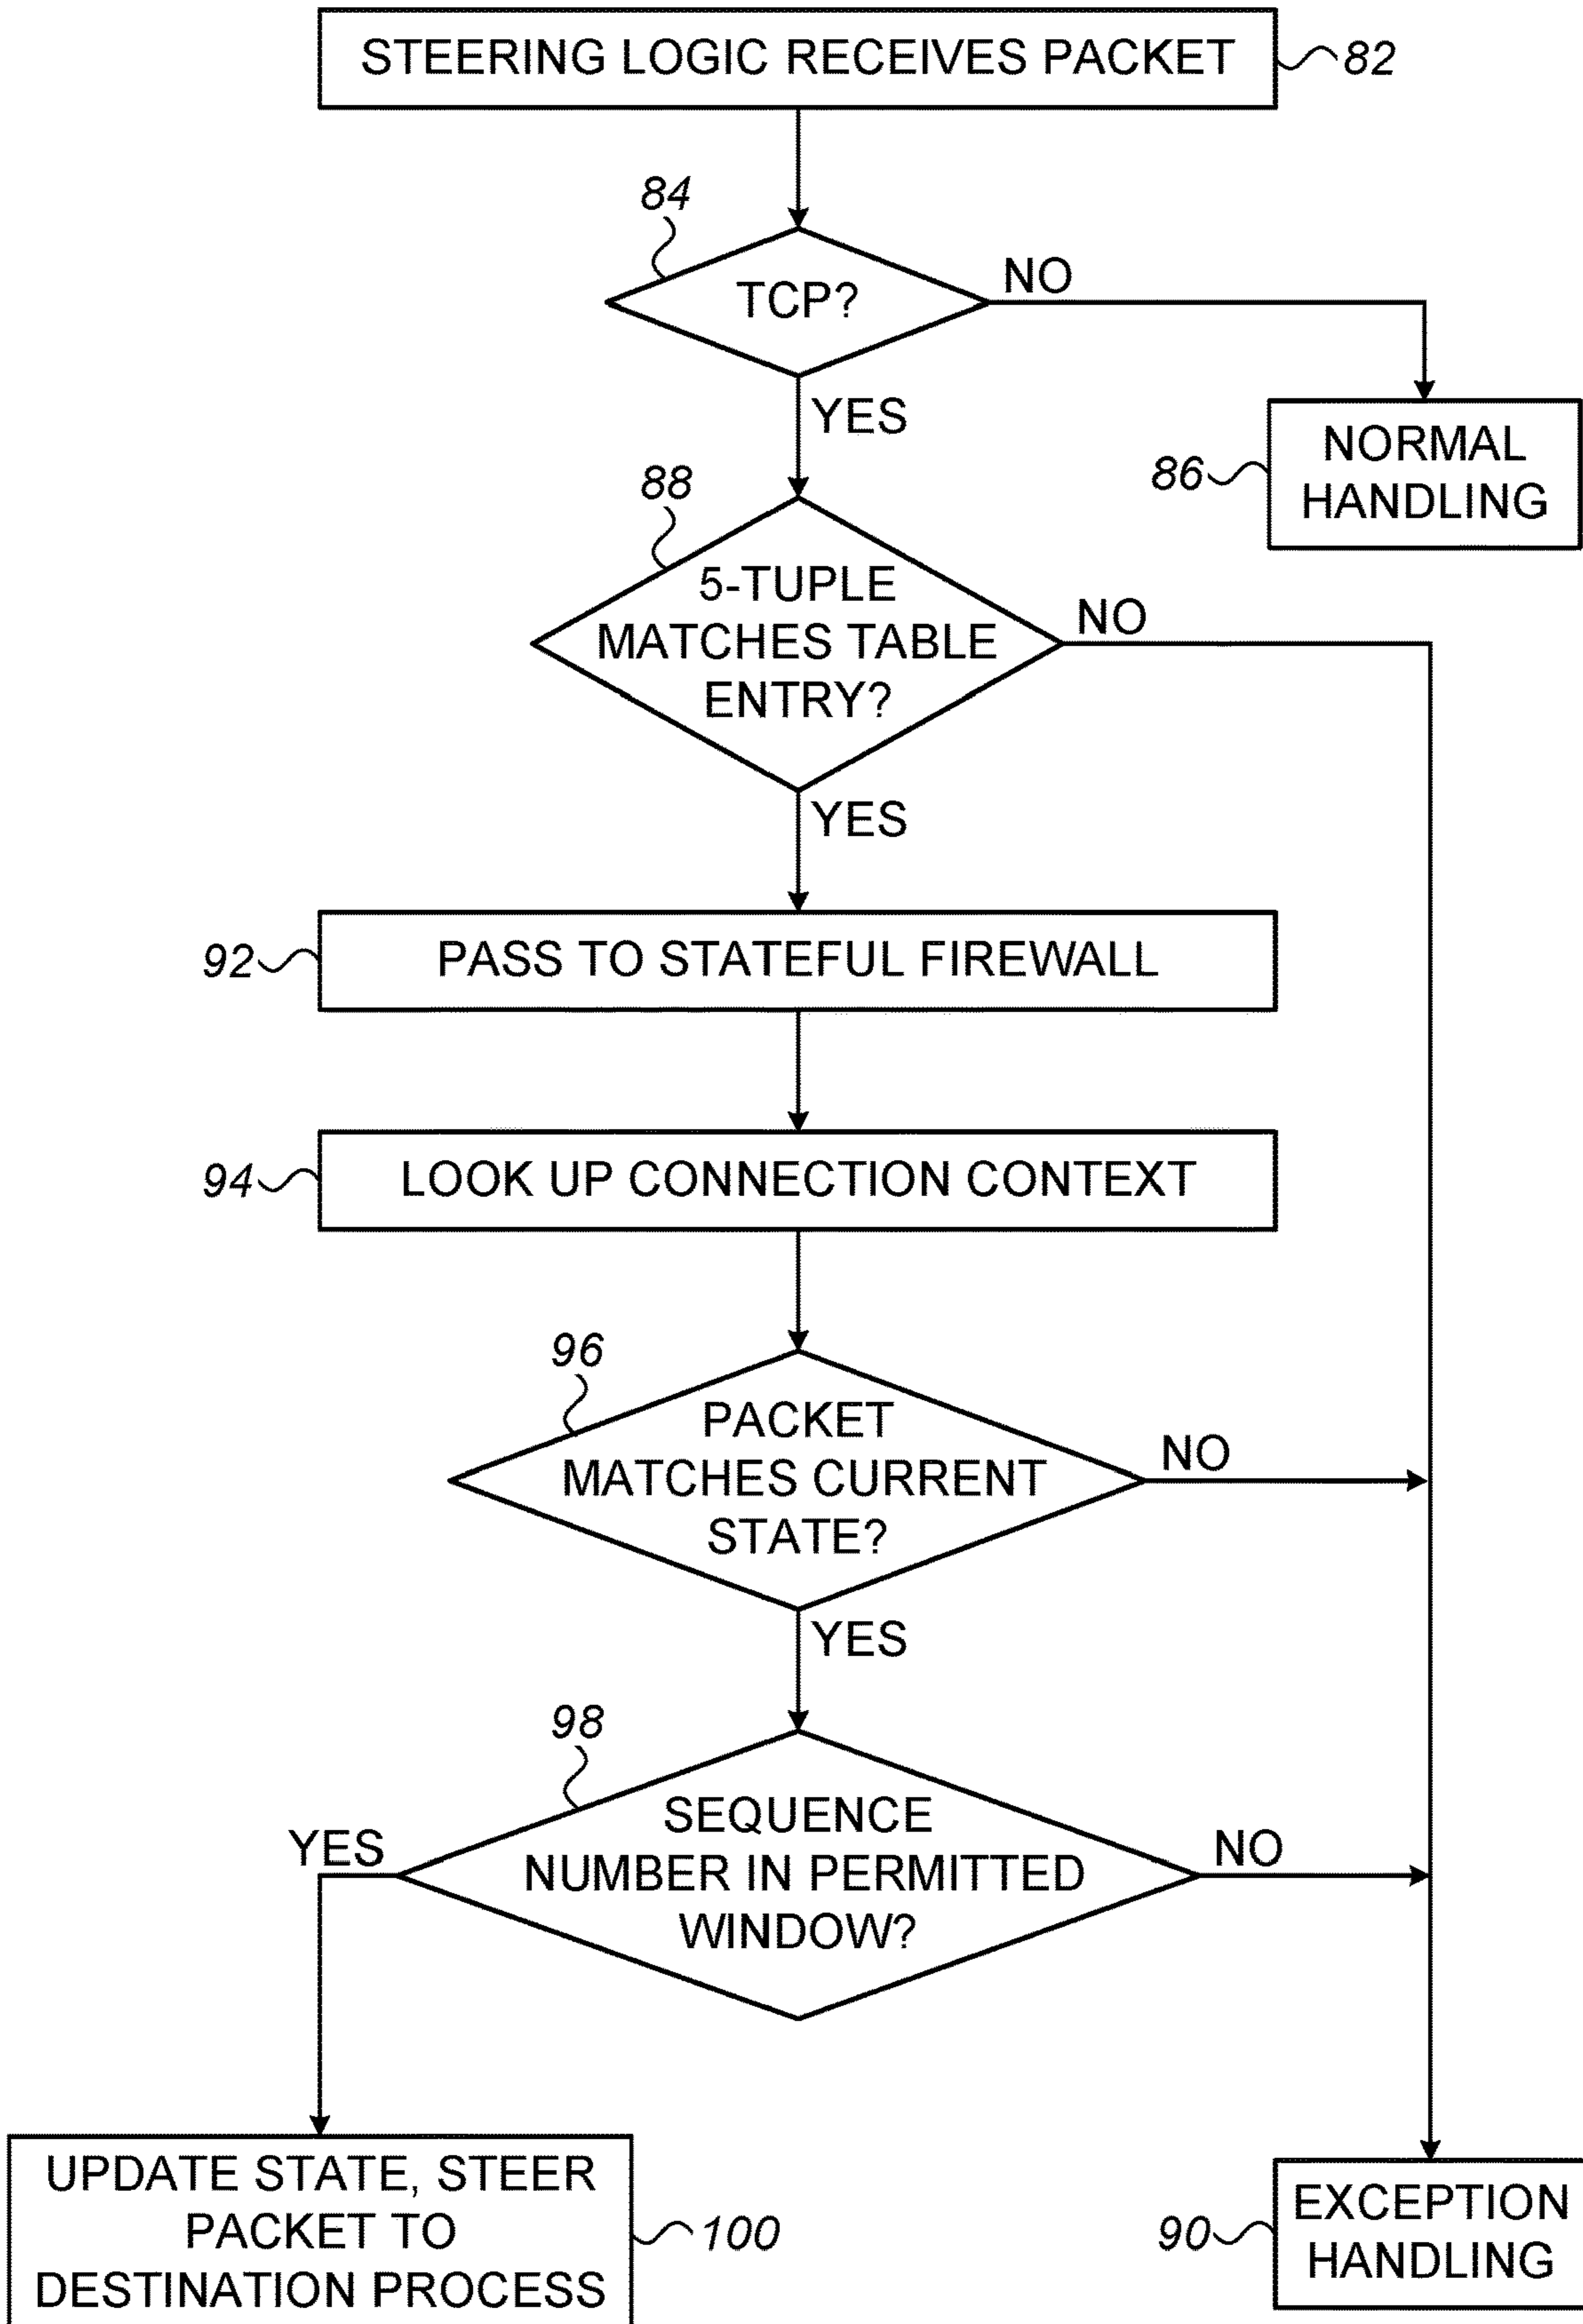 STEERING LOGIC RECEIVES PACKET
82
84
TCP?
NO
YES
NORMAL
HANDLING
86
88
5-TUPLE
MATCHES TABLE
ENTRY?
NO
YES
92
PASS TO STATEFUL FIREWALL
94
LOOK UP CONNECTION CONTEXT
96
PACKET
MATCHES CURRENT
STATE?
NO
YES
98
SEQUENCE
NUMBER IN PERMITTED
WINDOW?
YES
NO
UPDATE STATE, STEER
PACKET TO
DESTINATION PROCESS
100
90
EXCEPTION
HANDLING